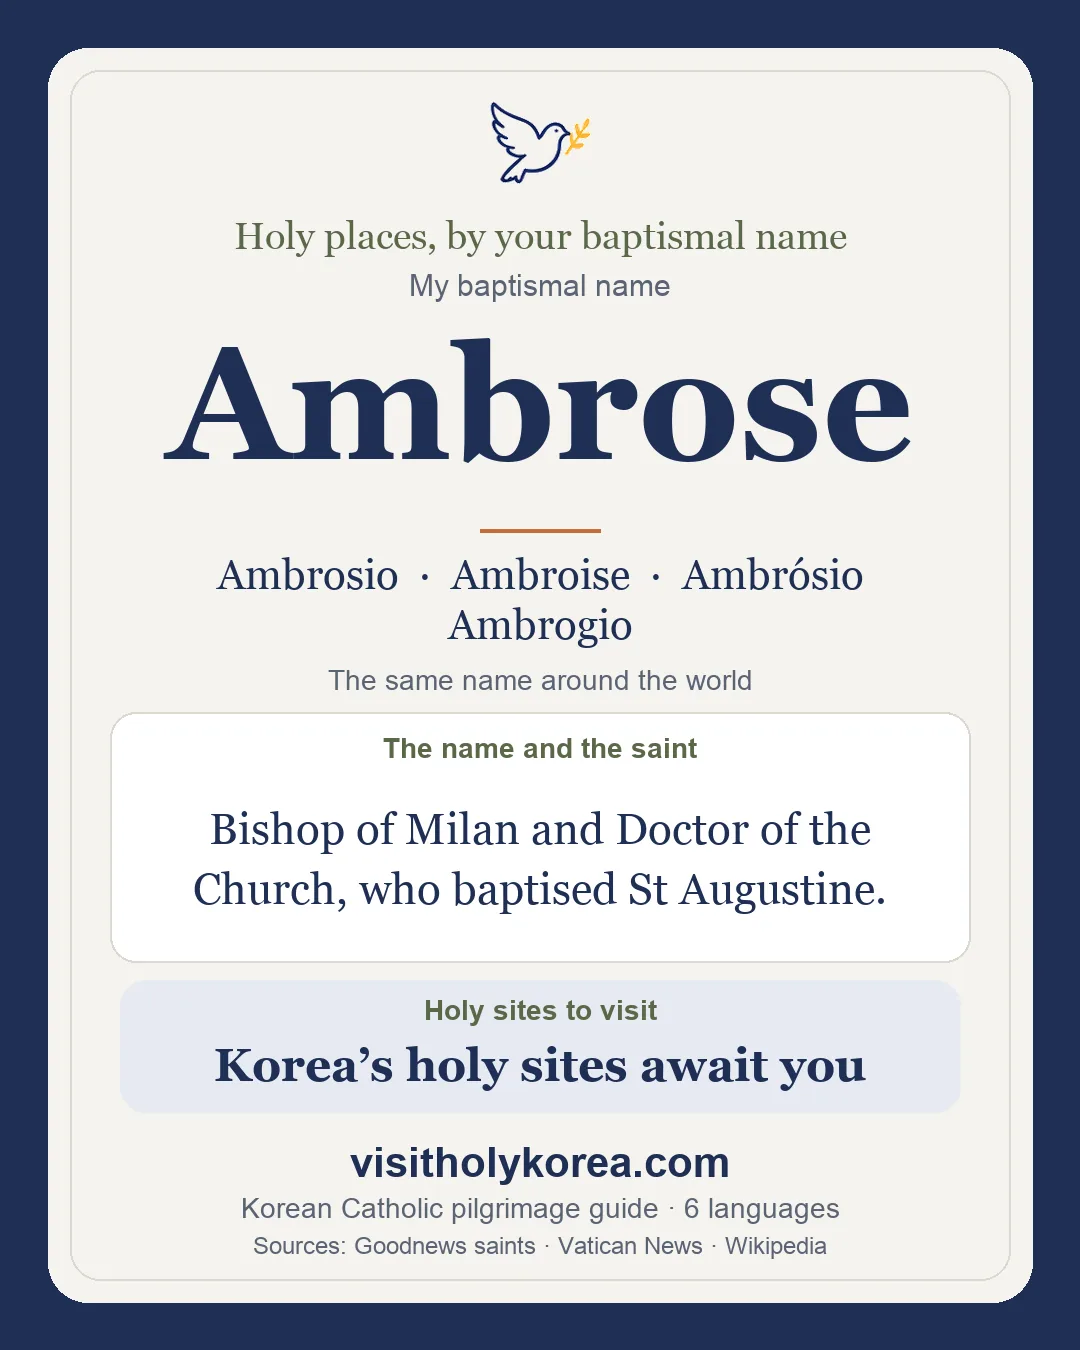 Holy places, by your baptismal name
My baptismal name
Ambrose
Ambrosio · Ambroise · Ambrósio
Ambrogio
The same name around the world
The name and the saint
Bishop of Milan and Doctor of the
Church, who baptised St Augustine.
Holy sites to visit
Korea’s holy sites await you
visitholykorea.com
Korean Catholic pilgrimage guide · 6 languages
Sources: Goodnews saints · Vatican News · Wikipedia